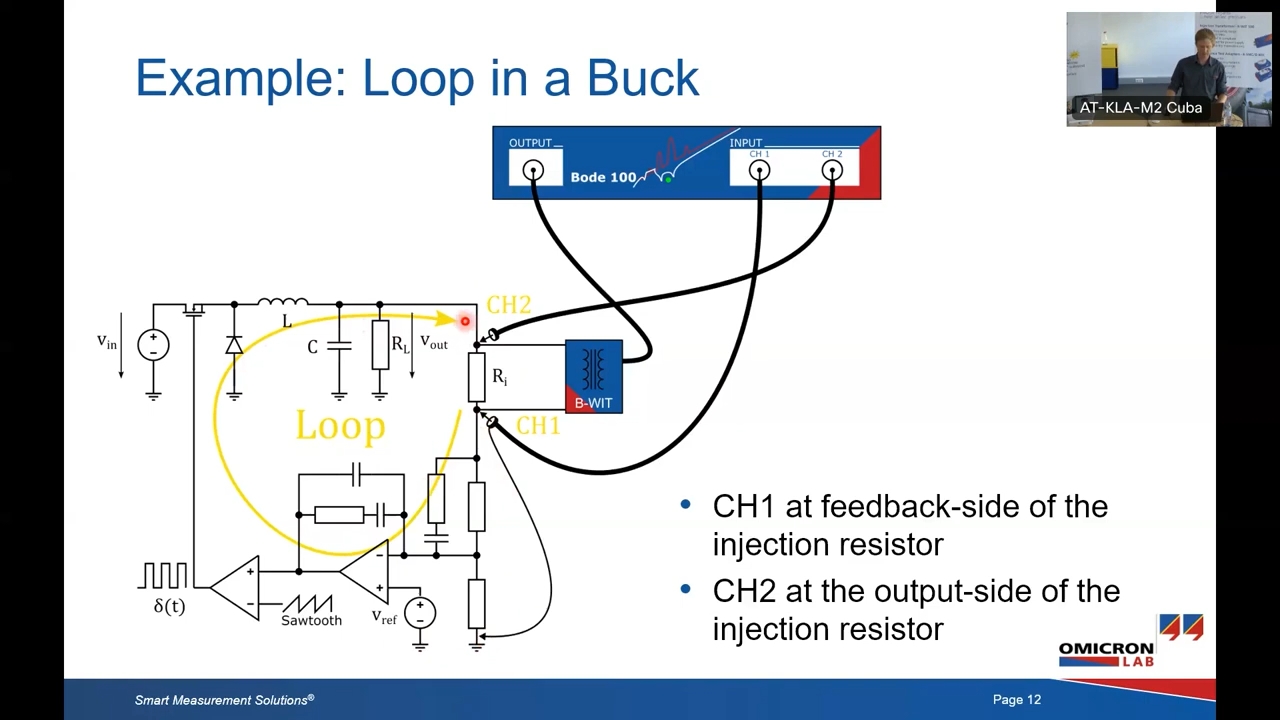 Example: Loop in a Buck
AT-KLA-M2 Cuba
OUTPUT
Bode 100
INPUT
CH 1
CH 2
CH2
L
vin
C
RL
vout
Ri
B-WIT
Loop
CH1
• CH1 at feedback-side of the
injection resistor
• CH2 at the output-side of the
injection resistor
−
+
+
−
δ(t)
Sawtooth
vref
OMICRON
LAB
Smart Measurement Solutions®
Page 12